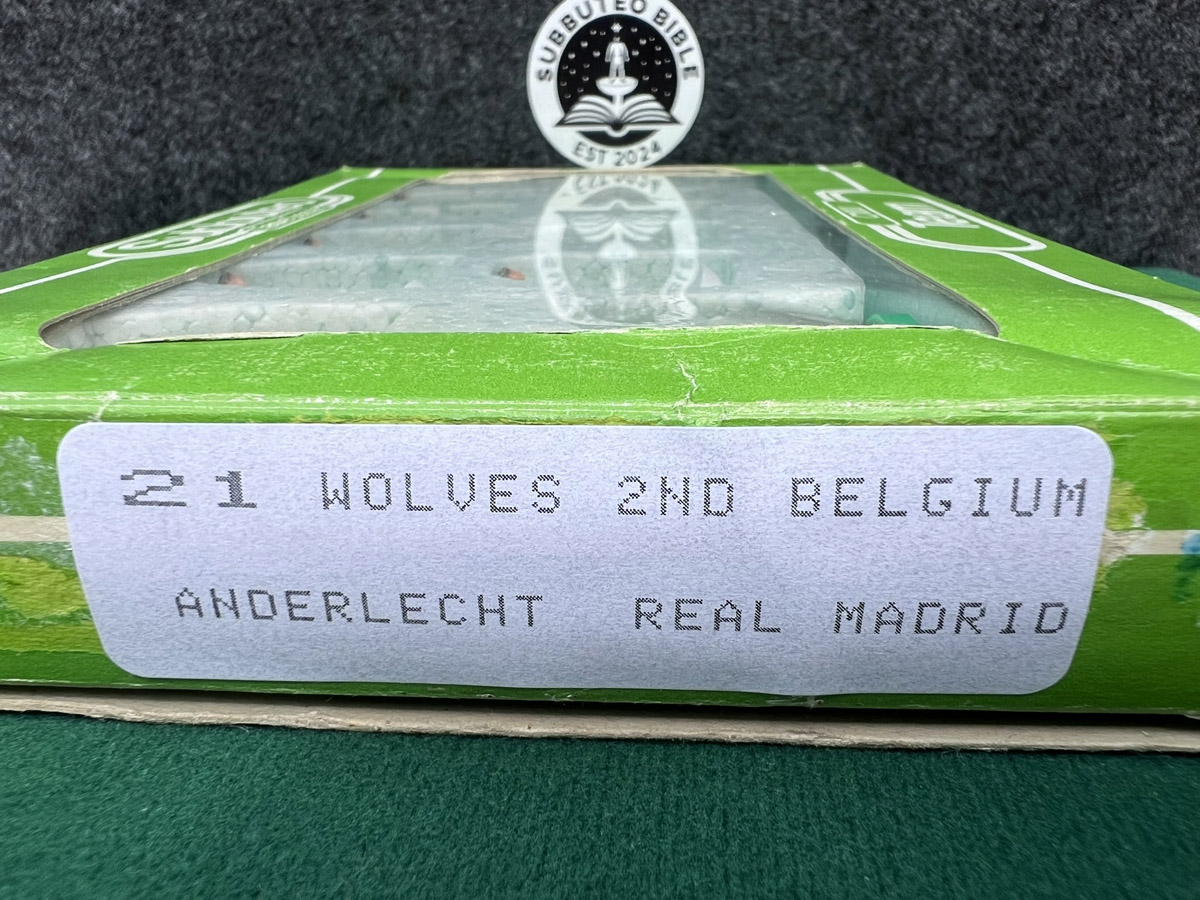 SUBBUTEO BIBLE
EST 2024
21 WOLVES 2ND BELGIUM
ANDERLECHT REAL MADRID